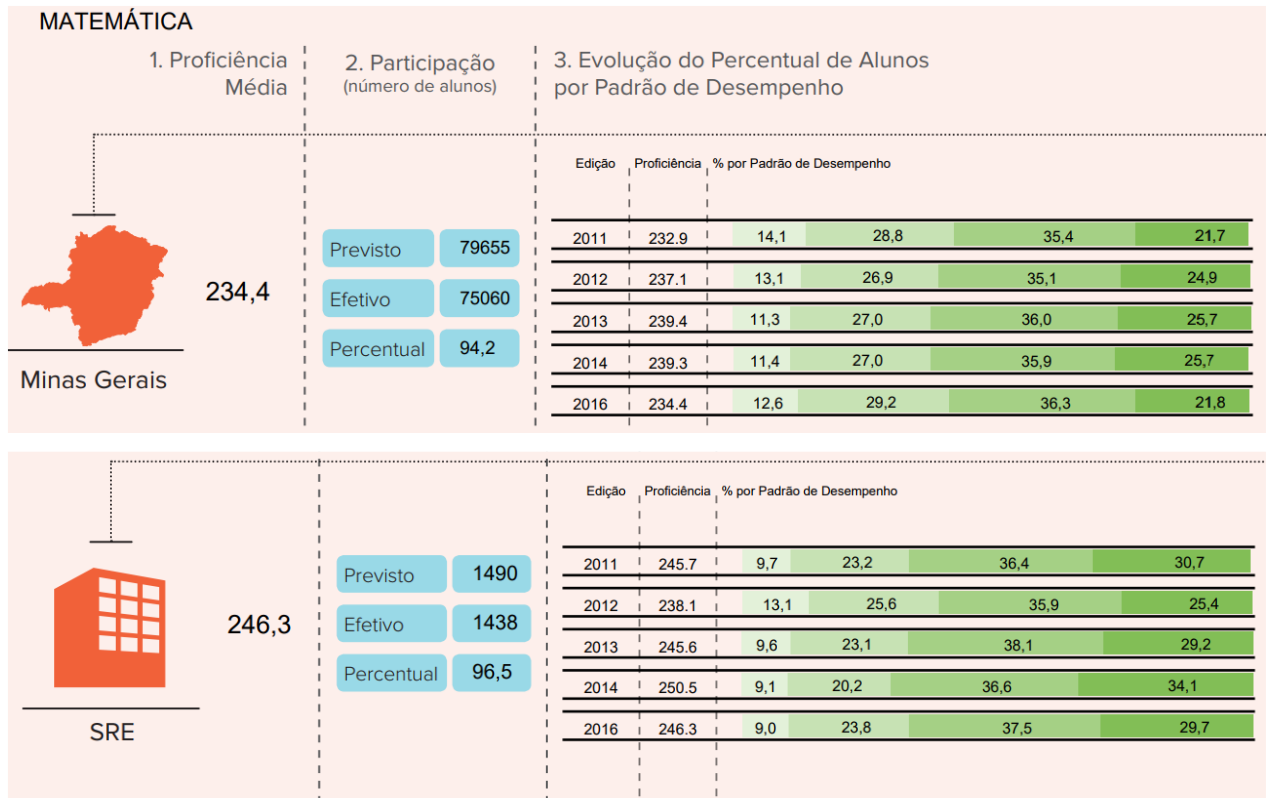 MATEMÁTICA
1. Proficiência Média
2. Participação
(número de alunos)
3. Evolução do Percentual de Alunos
por Padrão de Desempenho
Edição Proficiência % por Padrão de Desempenho
Minas Gerais
234,4
Previsto 79655
Efetivo 75060
Percentual 94,2
2011 232.9 14,1 28,8 35,4 21,7
2012 237.1 13,1 26,9 35,1 24,9
2013 239.4 11,3 27,0 36,0 25,7
2014 239.3 11,4 27,0 35,9 25,7
2016 234.4 12,6 29,2 36,3 21,8
Edição Proficiência % por Padrão de Desempenho
SRE
246,3
Previsto 1490
Efetivo 1438
Percentual 96,5
2011 245.7 9,7 23,2 36,4 30,7
2012 238.1 13,1 25,6 35,9 25,4
2013 245.6 9,6 23,1 38,1 29,2
2014 250.5 9,1 20,2 36,6 34,1
2016 246.3 9,0 23,8 37,5 29,7